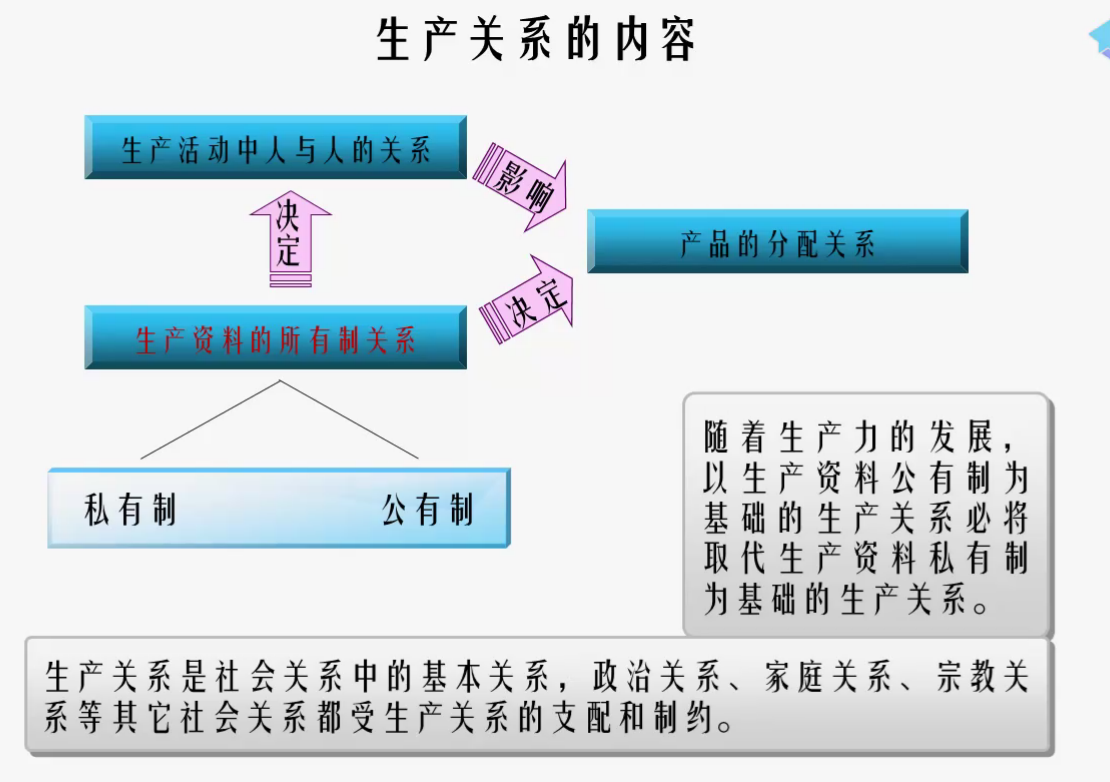 生产关系的内容
生产活动中人与人的关系
影响
决定
产品的分配关系
决定
生产资料的所有制关系
私有制
公有制
随着生产力的发展，
以生产资料公有制为
基础的生产关系必将
取代生产资料私有制
为基础的生产关系。
生产关系是社会关系中的基本关系，政治关系、家庭关系、宗教关
系等其它社会关系都受生产关系的支配和制约。